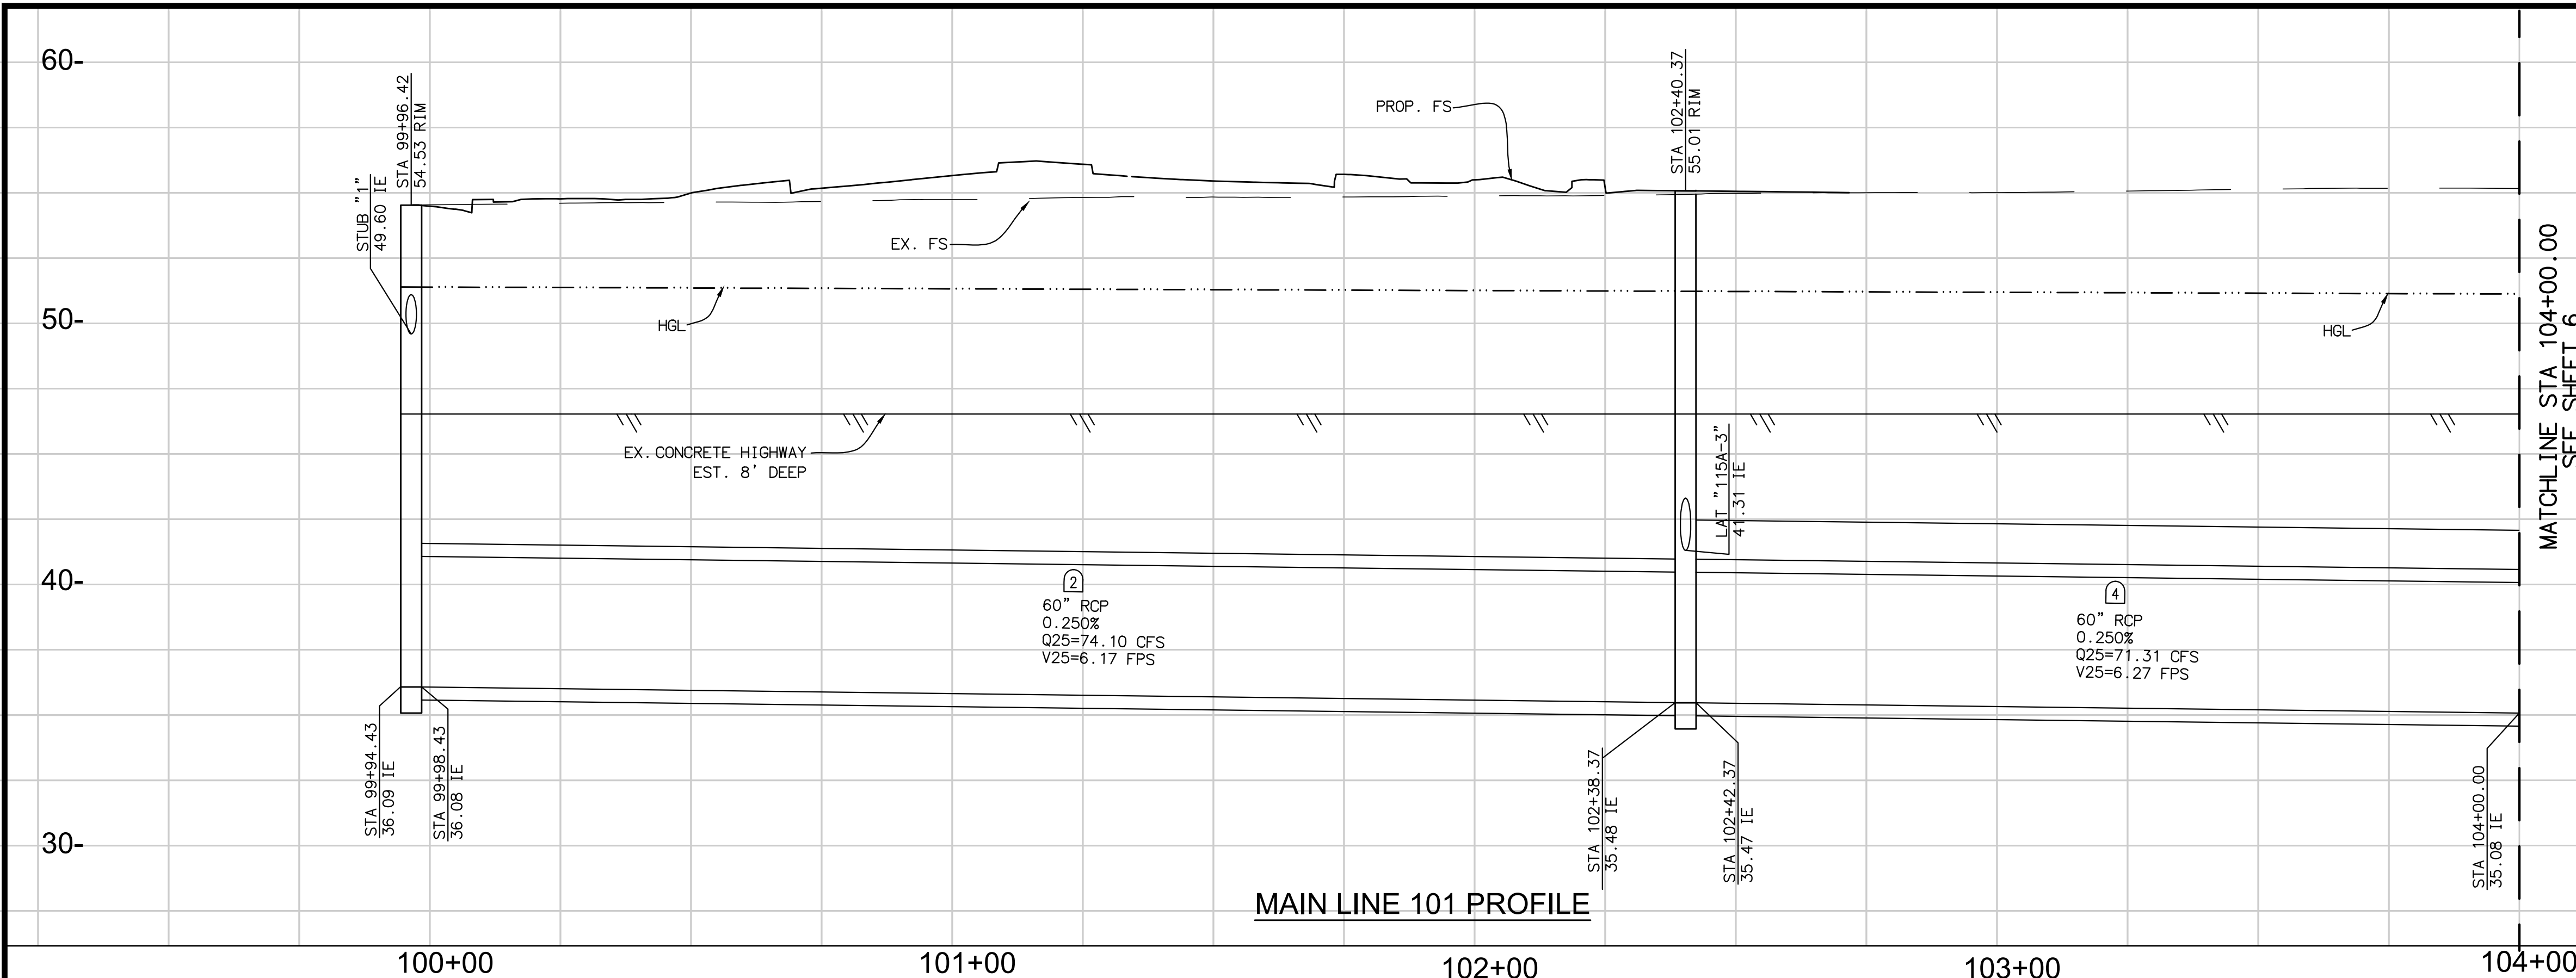 60-
50-
40-
30-
STUB "1"
49.60 IE
STA 99+96.42
54.53 RIM
PROP. FS
STA 102+40.37
55.01 RIM
EX. FS
HGL
HGL
EX. CONCRETE HIGHWAY
EST. 8' DEEP
LAT "115A-3"
41.31 IE
2
60" RCP
0.250%
Q25=74.10 CFS
V25=6.17 FPS
4
60" RCP
0.250%
Q25=71.31 CFS
V25=6.27 FPS
STA 99+94.43
36.09 IE
STA 99+98.43
36.08 IE
STA 102+38.37
35.48 IE
STA 102+42.37
35.47 IE
STA 104+00.00
35.08 IE
MATCHLINE STA 104+00.00
SEE SHEET 6
MAIN LINE 101 PROFILE
100+00
101+00
102+00
103+00
104+00